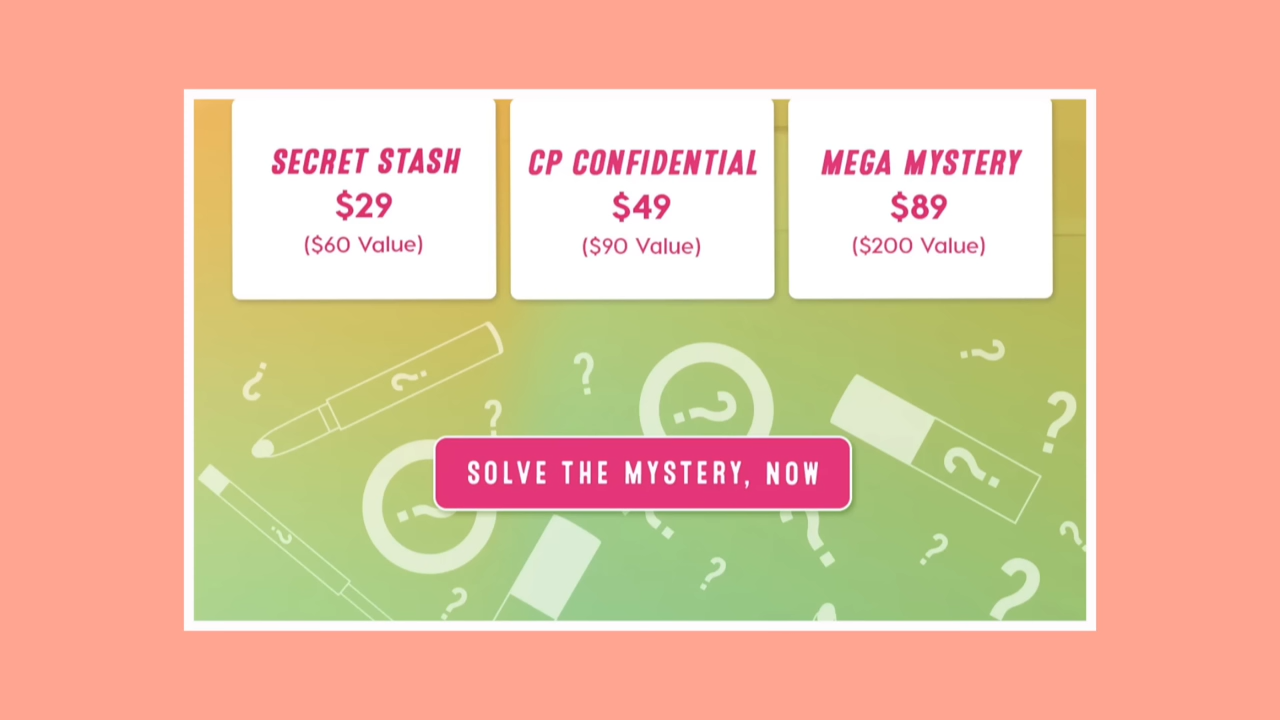 SECRET STASH
$29
($60 Value)
CP CONFIDENTIAL
$49
($90 Value)
MEGA MYSTERY
$89
($200 Value)
? ? ? ? ? ? ? ? ? ? ? ? ? ? ? ? ?
SOLVE THE MYSTERY, NOW